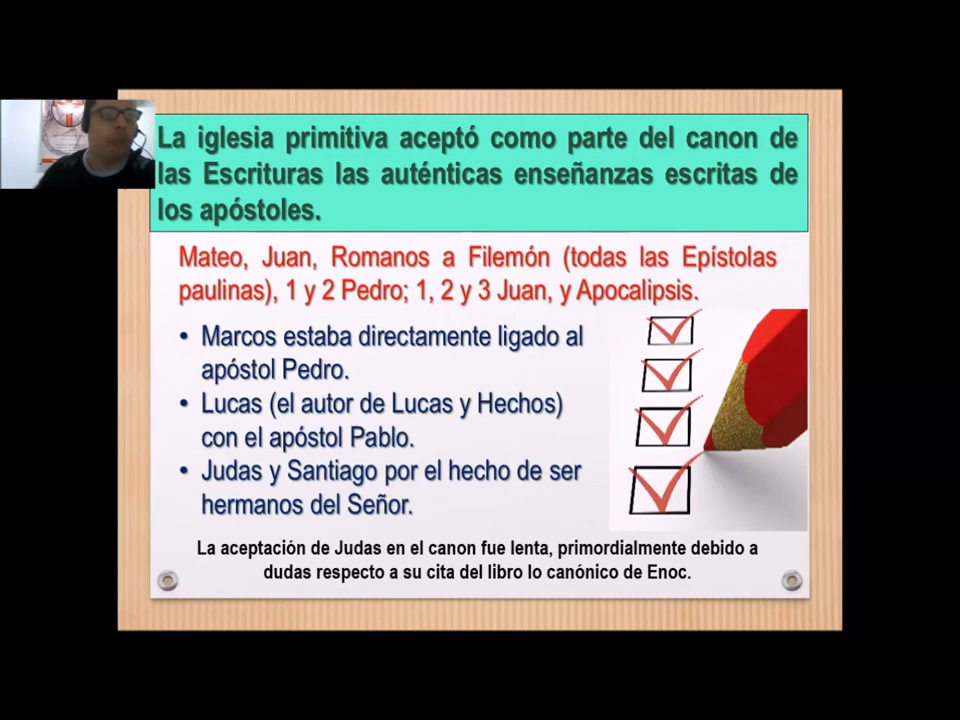 La iglesia primitiva aceptó como parte del canon de
las Escrituras las auténticas enseñanzas escritas de
los apóstoles.
Mateo, Juan, Romanos a Filemón (todas las Epístolas
paulinas), 1 y 2 Pedro; 1, 2 y 3 Juan, y Apocalipsis.
• Marcos estaba directamente ligado al
apóstol Pedro.
• Lucas (el autor de Lucas y Hechos)
con el apóstol Pablo.
• Judas y Santiago por el hecho de ser
hermanos del Señor.
La aceptación de Judas en el canon fue lenta, primordialmente debido a
dudas respecto a su cita del libro lo canónico de Enoc.